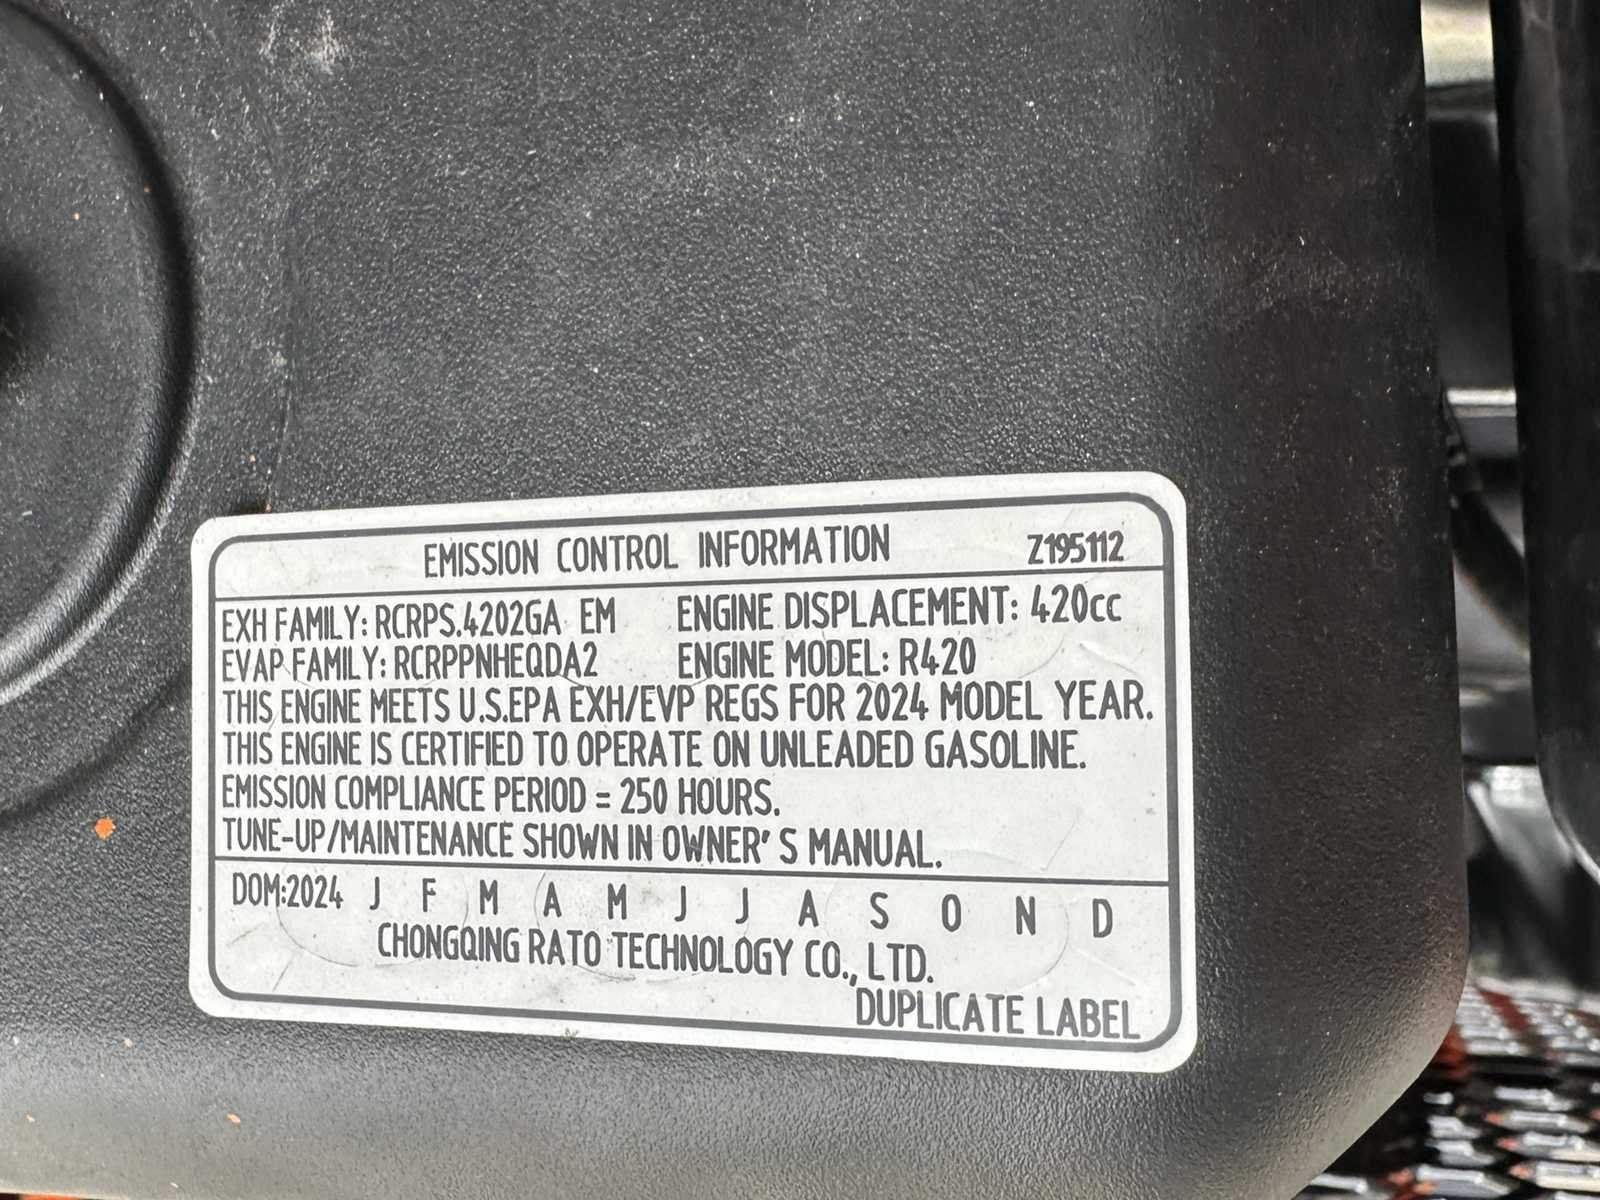 EMISSION CONTROL INFORMATION Z195112
EXH FAMILY: RCRPS.4202GA EM ENGINE DISPLACEMENT: 420cc
EVAP FAMILY: RCRPPNHEQDA2 ENGINE MODEL: R420
THIS ENGINE MEETS U.S.EPA EXH/EVP REGS FOR 2024 MODEL YEAR.
THIS ENGINE IS CERTIFIED TO OPERATE ON UNLEADED GASOLINE.
EMISSION COMPLIANCE PERIOD = 250 HOURS.
TUNE-UP/MAINTENANCE SHOWN IN OWNER'S MANUAL.
DOM:2024 J F M A M J J A S O N D
CHONGQING RATO TECHNOLOGY CO., LTD.
DUPLICATE LABEL